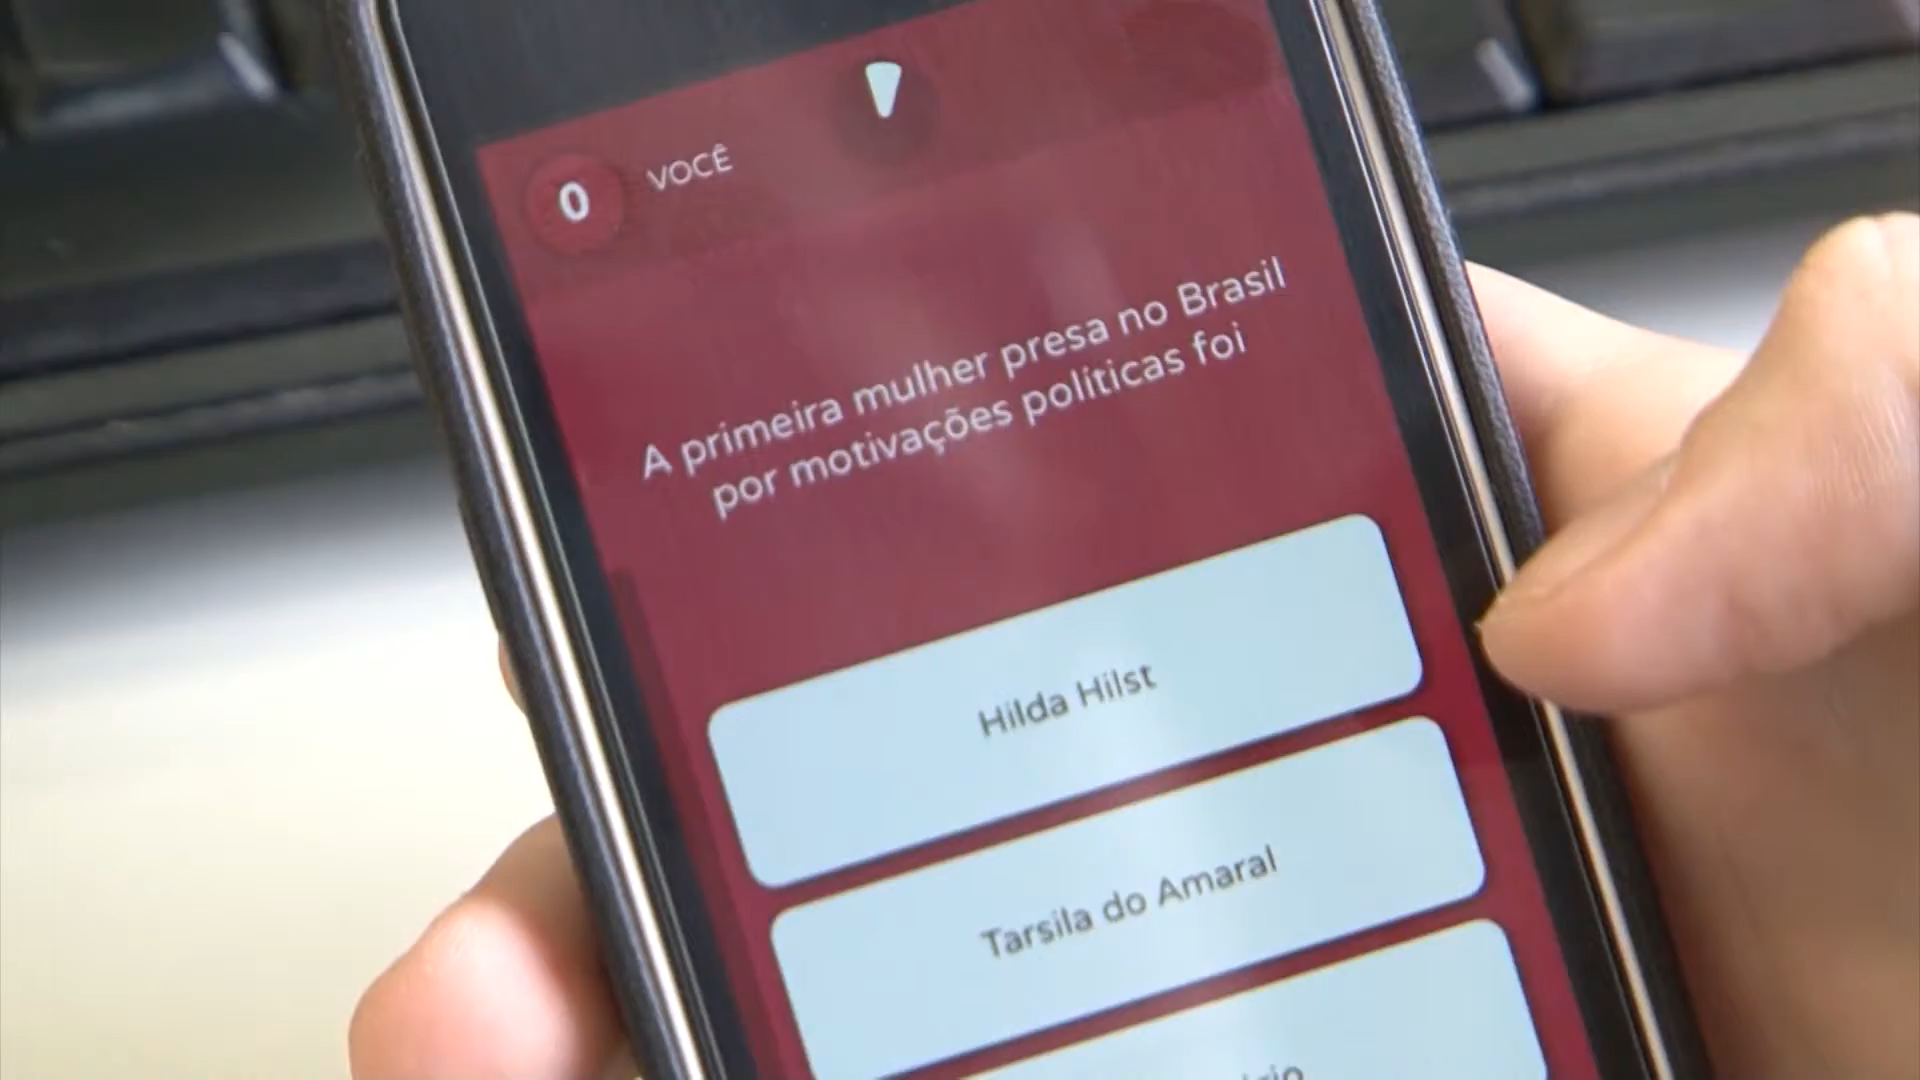 0
VOCÊ
A primeira mulher presa no Brasil
por motivações políticas foi
Hilda Hilst
Tarsila do Amaral